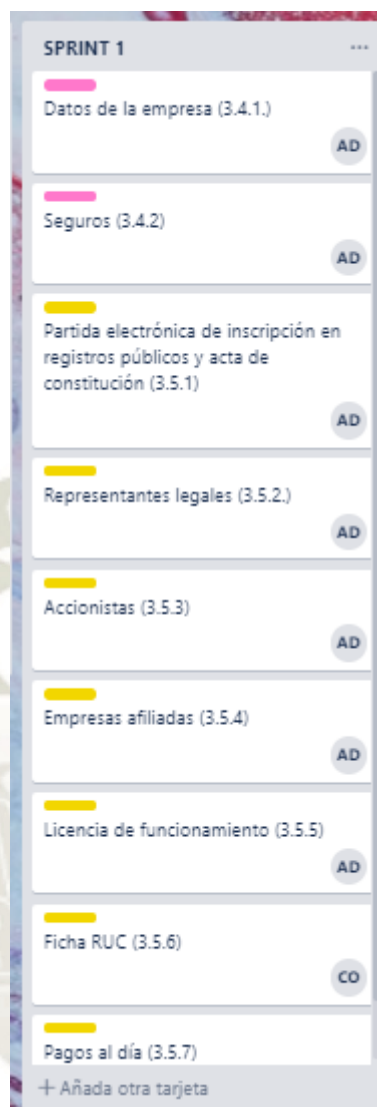 SPRINT 1 ...
Datos de la empresa (3.4.1.)
AD
Seguros (3.4.2)
AD
Partida electrónica de inscripción en
registros públicos y acta de
constitución (3.5.1)
AD
Representantes legales (3.5.2.)
AD
Accionistas (3.5.3)
AD
Empresas afiliadas (3.5.4)
AD
Licencia de funcionamiento (3.5.5)
AD
Ficha RUC (3.5.6)
CO
Pagos al día (3.5.7)
+ Añada otra tarjeta